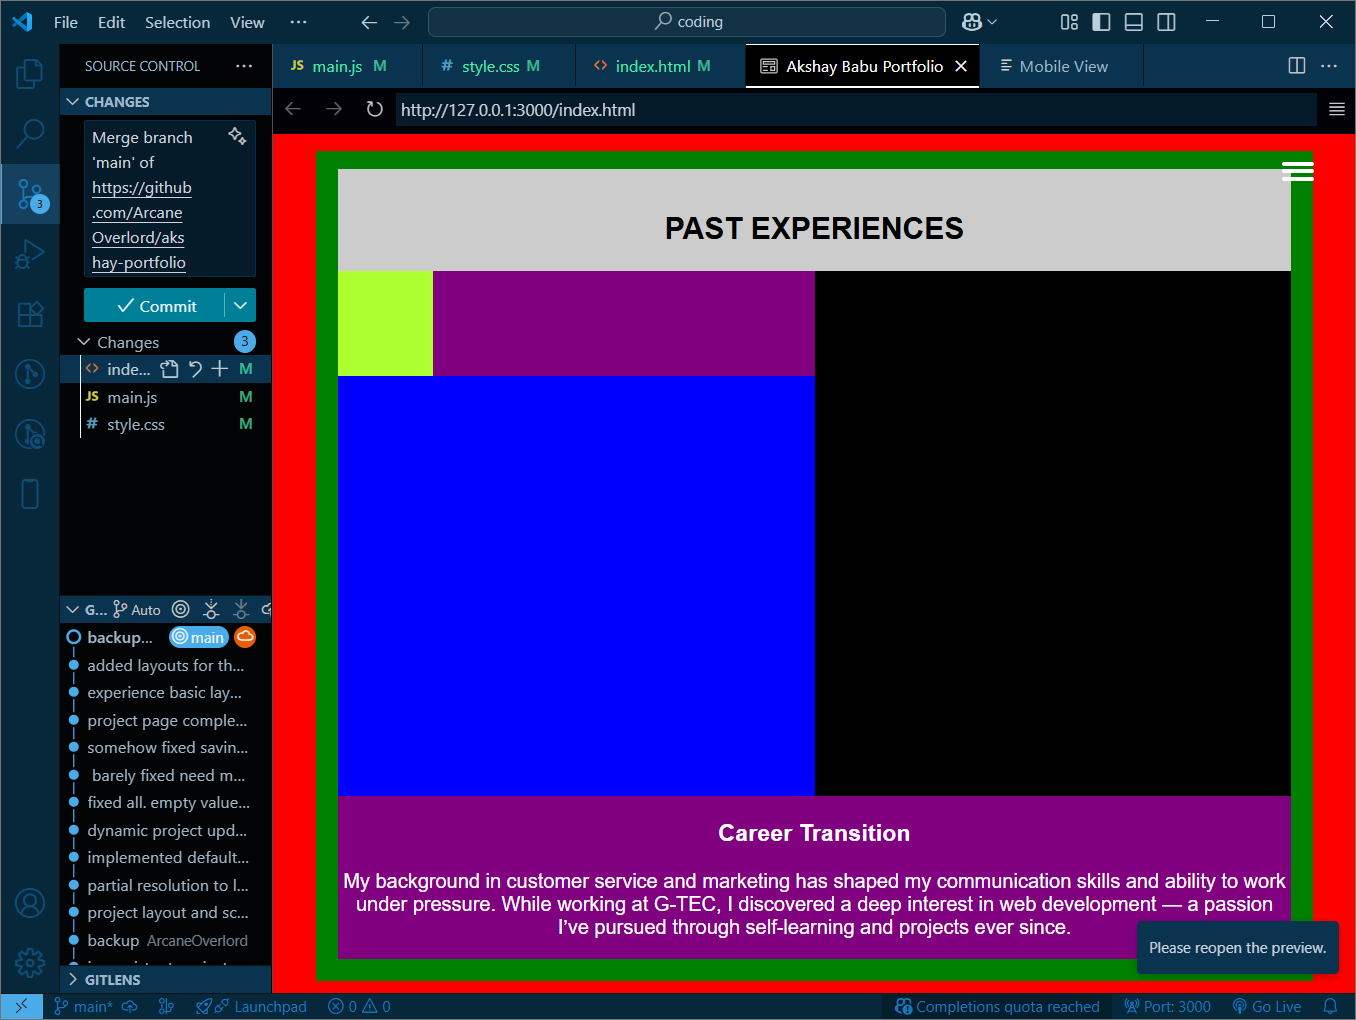 File Edit Selection View ···
coding
SOURCE CONTROL ···
main.js M
style.css M
index.html M
Akshay Babu Portfolio
Mobile View
···
CHANGES
http://127.0.0.1:3000/index.html
Merge branch
'main' of
https://github
.com/Arcane
Overlord/aks
hay-portfolio
3
Commit
Changes 3
inde... M
JS main.js M
# style.css M
PAST EXPERIENCES
Career Transition
My background in customer service and marketing has shaped my communication skills and ability to work
under pressure. While working at G-TEC, I discovered a deep interest in web development — a passion
I've pursued through self-learning and projects ever since.
Please reopen the preview.
G... Auto
backup... main
added layouts for th...
experience basic lay...
project page comple...
somehow fixed savin...
barely fixed need m...
fixed all. empty value...
dynamic project upd...
implemented default...
partial resolution to l...
project layout and sc...
backup ArcaneOverlord
GITLENS
main* Launchpad 0 0 Completions quota reached Port: 3000 Go Live